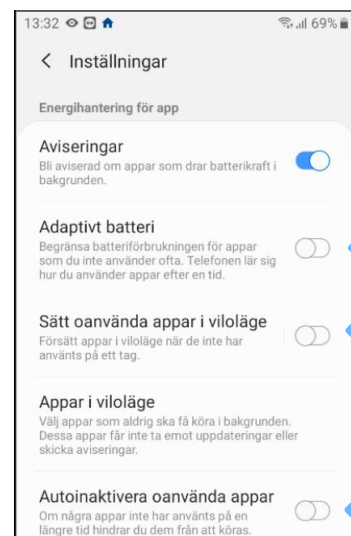 13:32 69%
Inställningar
Energihantering för app
Aviseringar
Bli aviserad om appar som drar batterikraft i
bakgrunden.
Adaptivt batteri
Begränsa batteriförbrukningen för appar
som du inte använder ofta. Telefonen lär sig
hur du använder appar efter en tid.
Sätt oanvända appar i viloläge
Försätt appar i viloläge när de inte har
använts på ett tag.
Appar i viloläge
Välj appar som aldrig ska få köra i bakgrunden.
Dessa appar får inte ta emot uppdateringar eller
skicka aviseringar.
Autoinaktivera oanvända appar
Om några appar inte har använts på en
längre tid hindrar du dem från att köras.